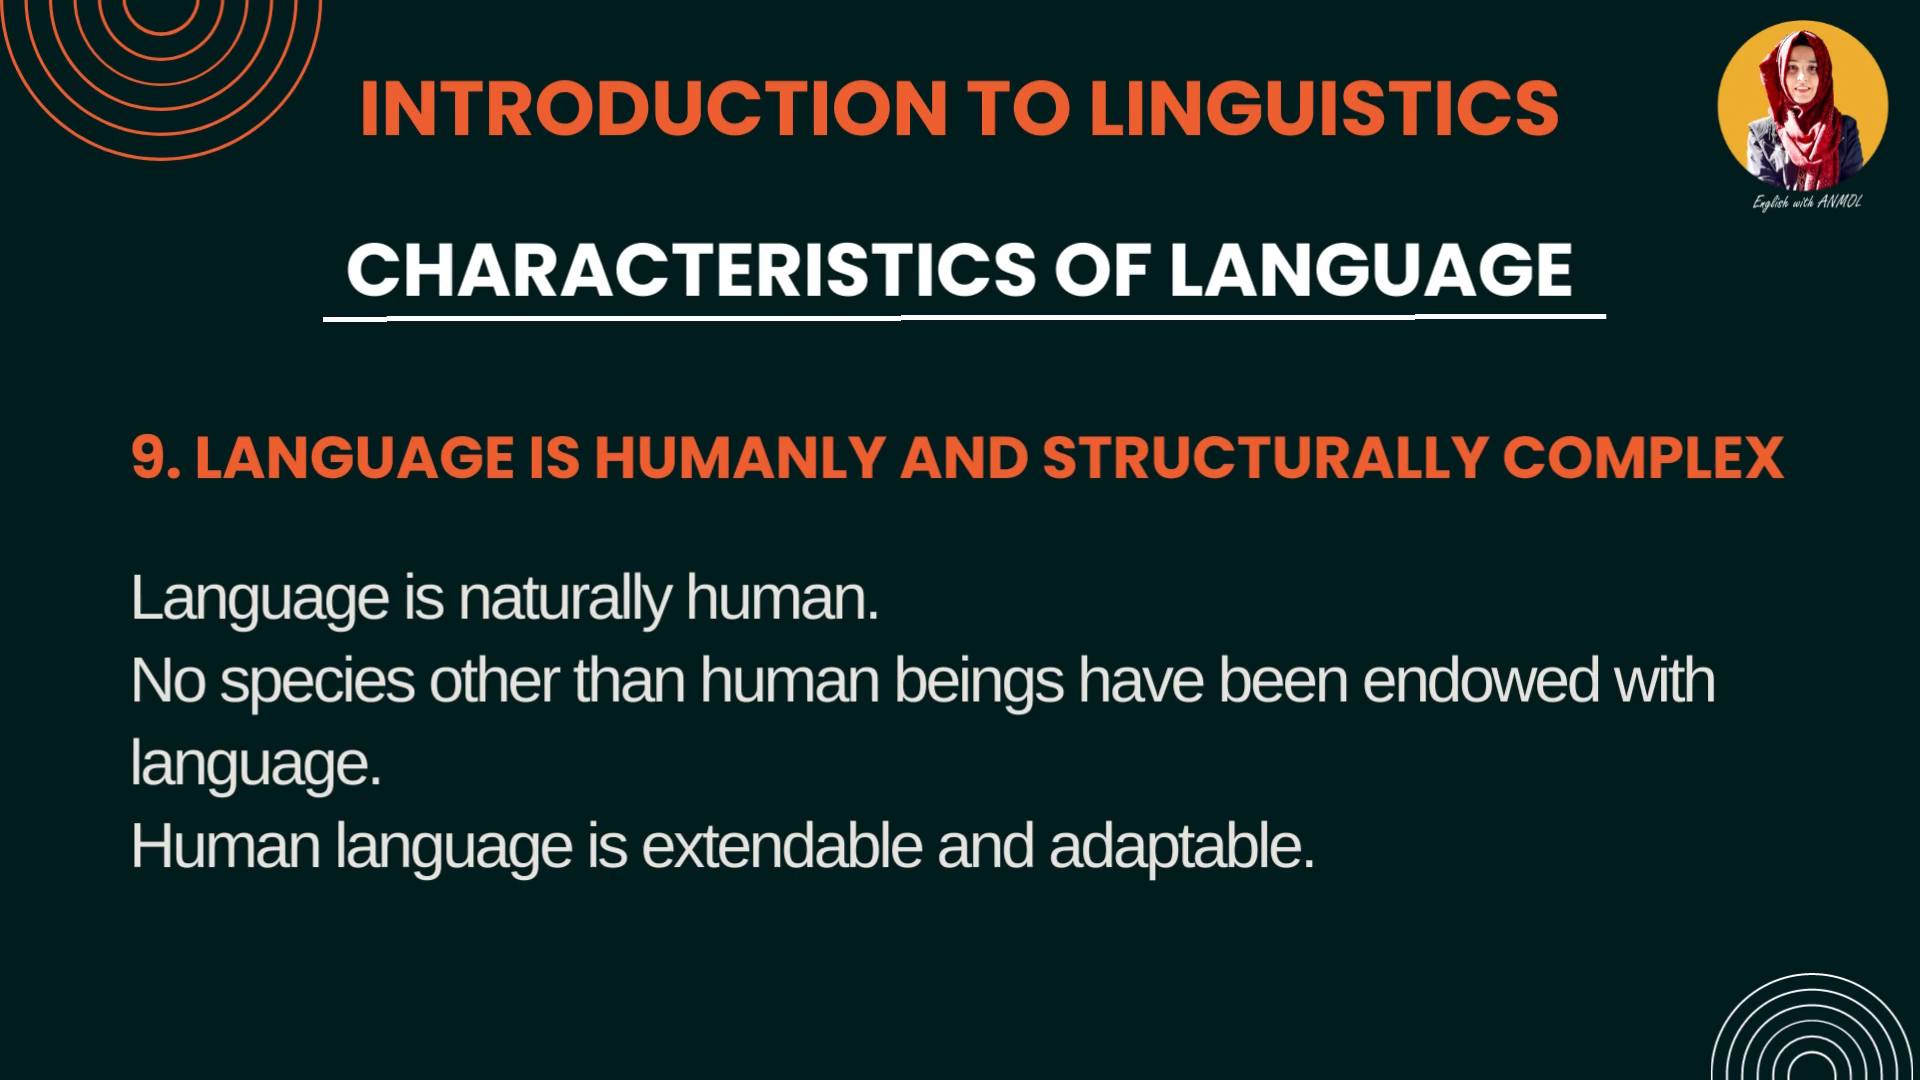 INTRODUCTION TO LINGUISTICS
English with ANMOL
CHARACTERISTICS OF LANGUAGE
9. LANGUAGE IS HUMANLY AND STRUCTURALLY COMPLEX
Language is naturally human.
No species other than human beings have been endowed with
language.
Human language is extendable and adaptable.